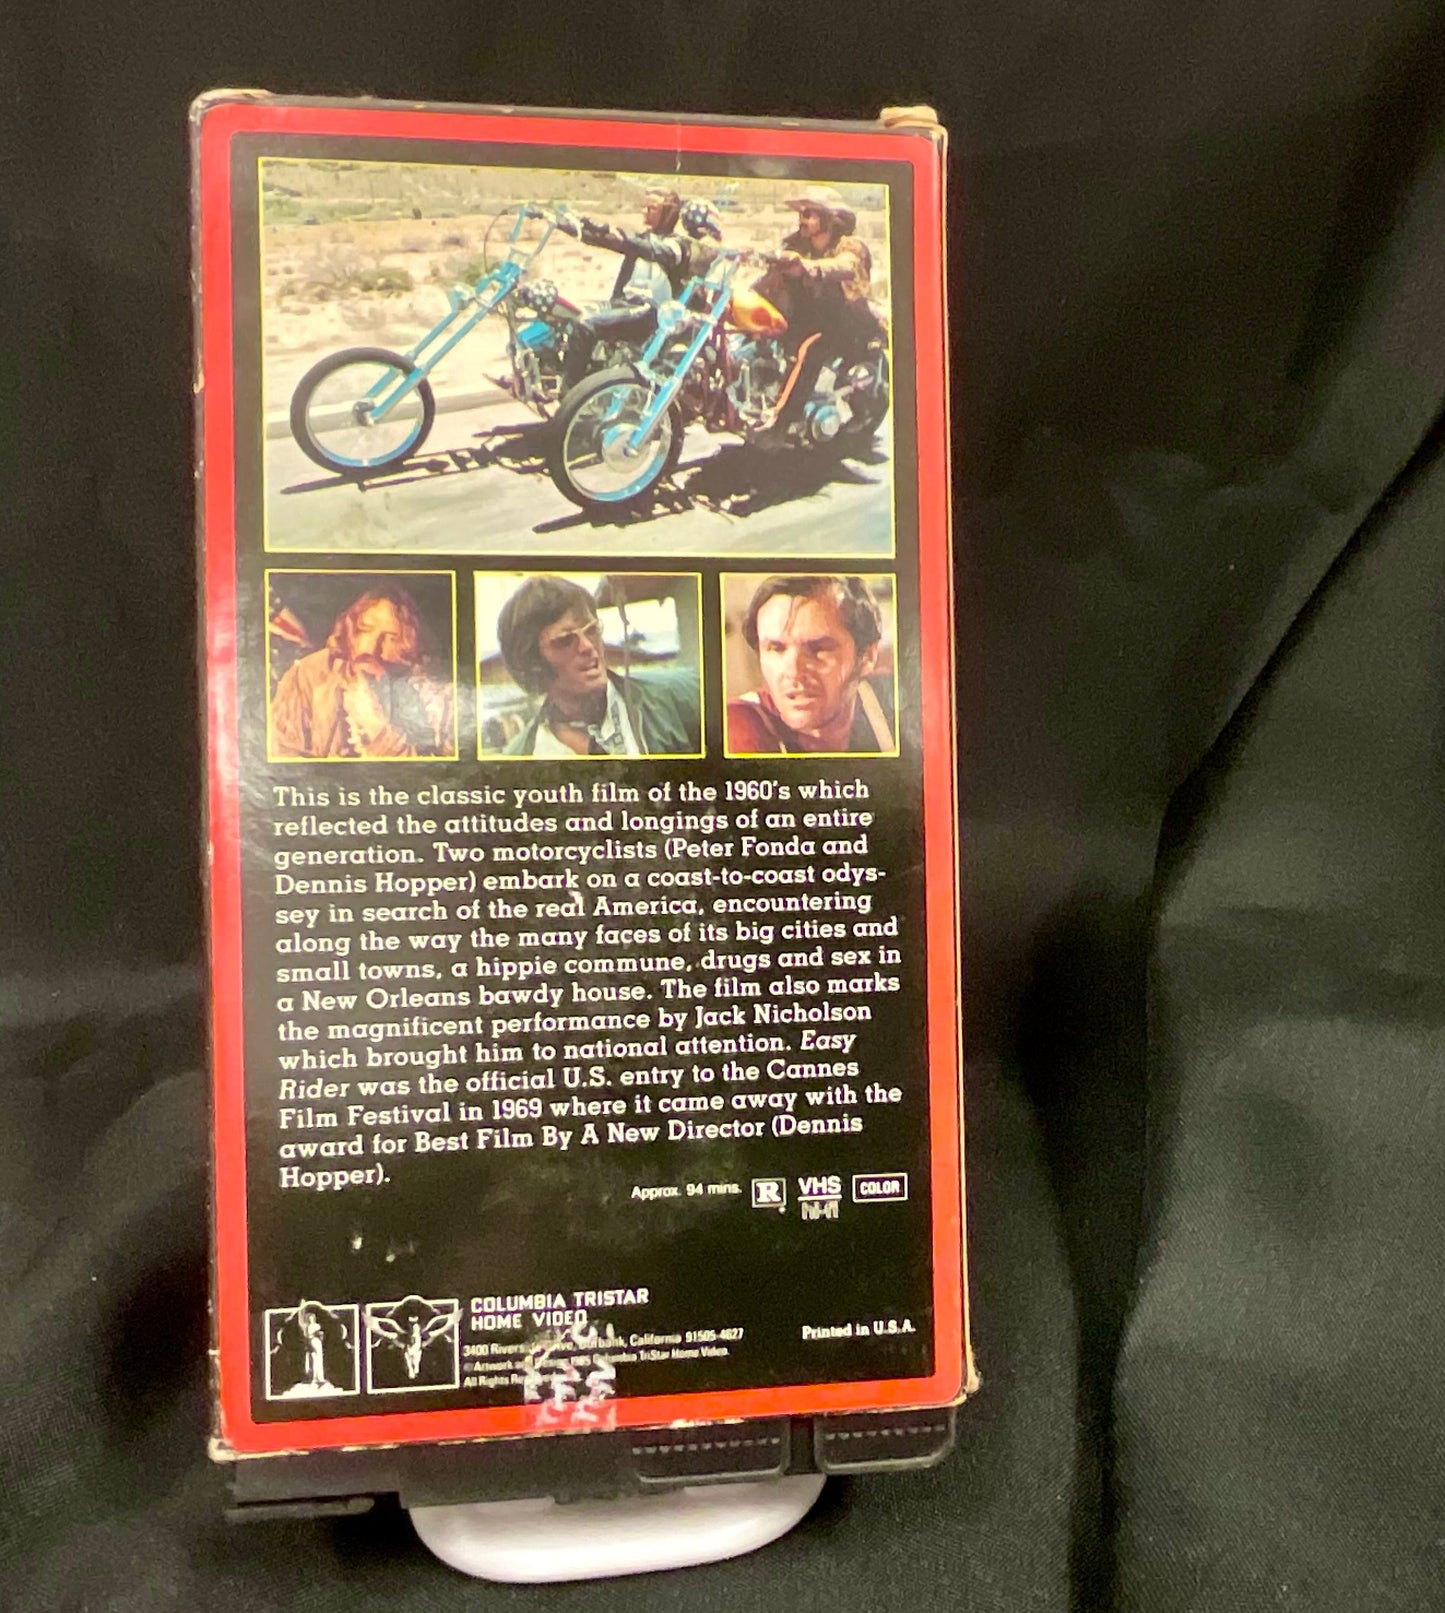 This is the classic youth film of the 1960's which
reflected the attitudes and longings of an entire
generation. Two motorcyclists (Peter Fonda and
Dennis Hopper) embark on a coast-to-coast odys-
sey in search of the real America, encountering
along the way the many faces of its big cities and
small towns, a hippie commune, drugs and sex in
a New Orleans bawdy house. The film also marks
the magnificent performance by Jack Nicholson
which brought him to national attention. Easy
Rider was the official U.S. entry to the Cannes
Film Festival in 1969 where it came away with the
award for Best Film By A New Director (Dennis
Hopper).
Approx. 94 mins. R VHS COLOR
hi-fi
COLUMBIA TRISTAR
HOME VIDEO
3400 California 91505-4627
Artwork Columbia TriStar Home Video.
All Rights
Printed in U.S.A.